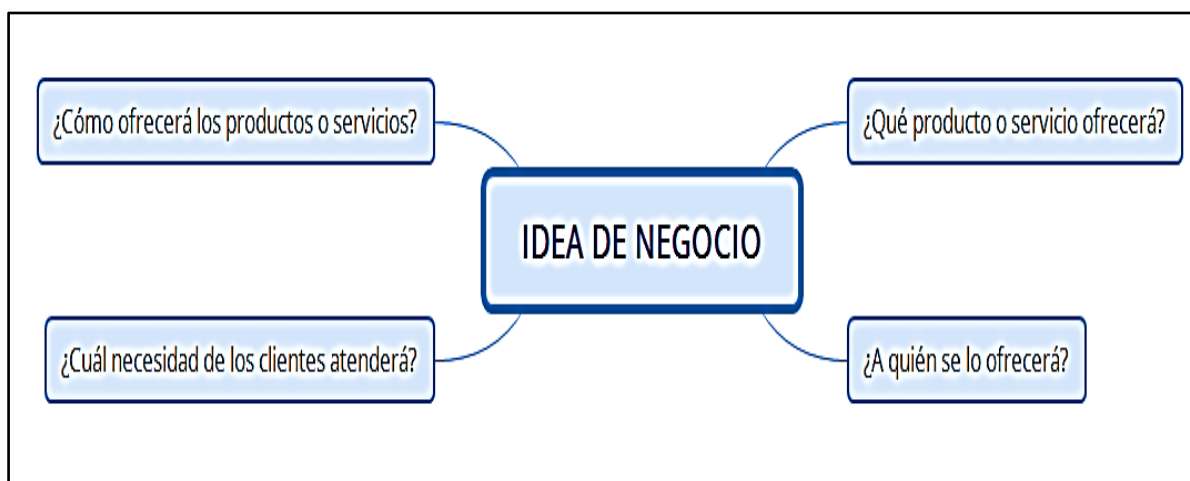 ¿Cómo ofrecerá los productos o servicios?
¿Qué producto o servicio ofrecerá?
IDEA DE NEGOCIO
¿Cuál necesidad de los clientes atenderá?
¿A quién se lo ofrecerá?